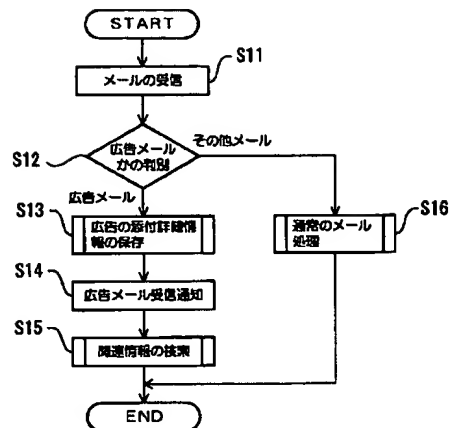 START
メールの受信
S11
広告メール
かの判別
その他メール
S12
広告メール
S13
広告の添付詳細情
報の保存
通常のメール
処理
S16
S14
広告メール受信通知
S15
関連情報の検索
END